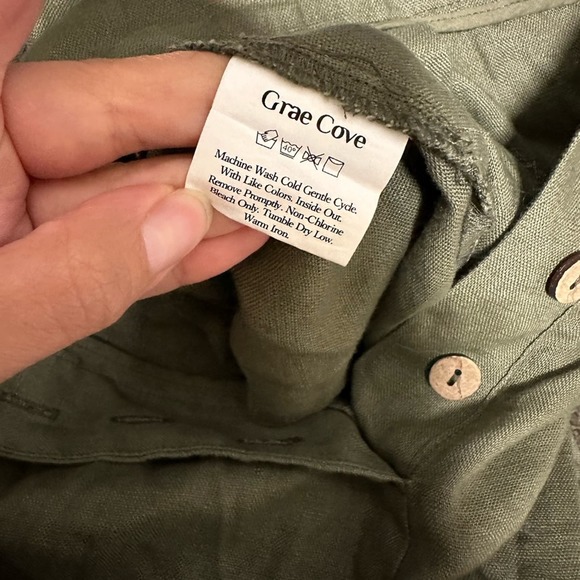 Grae Cove
40°
Machine Wash Cold Gentle Cycle.
With Like Colors. Inside Out.
Remove Promptly. Non-Chlorine
Bleach Only. Tumble Dry Low.
Warm Iron.